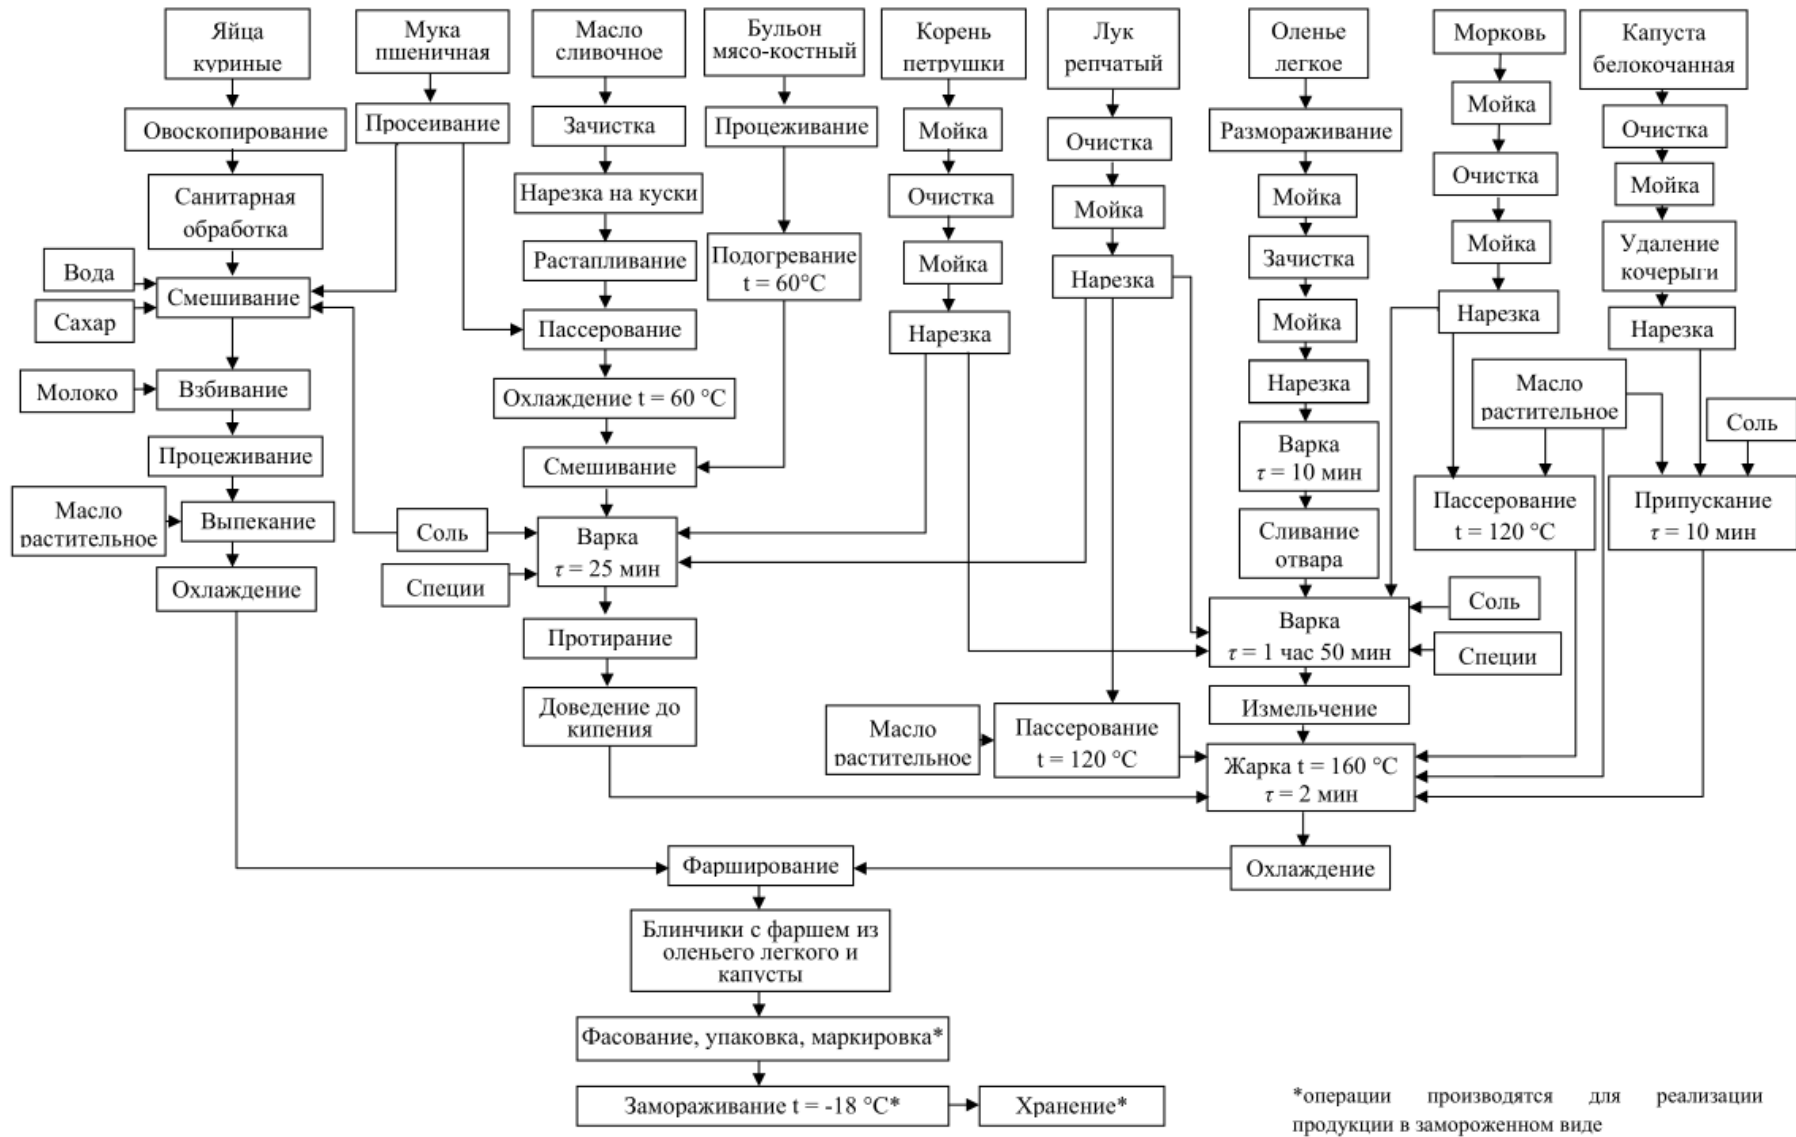 Яйца
куриные
Мука
пшеничная
Масло
сливочное
Бульон
мясо-костный
Корень
петрушки
Лук
репчатый
Оленье
легкое
Морковь
Капуста
белокочанная
Овоскопирование
Просеивание
Зачистка
Процеживание
Мойка
Очистка
Размораживание
Мойка
Очистка
Санитарная
обработка
Нарезка на куски
Очистка
Мойка
Мойка
Очистка
Мойка
Вода
Сахар
Смешивание
Растапливание
Подогревание
t = 60°C
Мойка
Нарезка
Зачистка
Мойка
Удаление
кочерыги
Пассерование
Нарезка
Мойка
Нарезка
Нарезка
Молоко
Взбивание
Охлаждение t = 60 °C
Нарезка
Масло
растительное
Соль
Процеживание
Смешивание
Варка
τ = 10 мин
Пассерование
t = 120 °C
Припускание
τ = 10 мин
Масло
растительное
Выпекание
Соль
Варка
τ = 25 мин
Сливание
отвара
Охлаждение
Специи
Варка
τ = 1 час 50 мин
Соль
Специи
Протирание
Доведение до
кипения
Масло
растительное
Пассерование
t = 120 °C
Измельчение
Жарка t = 160 °C
τ = 2 мин
Фарширование
Охлаждение
Блинчики с фаршем из
оленьего легкого и
капусты
Фасование, упаковка, маркировка*
Замораживание t = -18 °C*
Хранение*
*операции производятся для реализации
продукции в замороженном виде